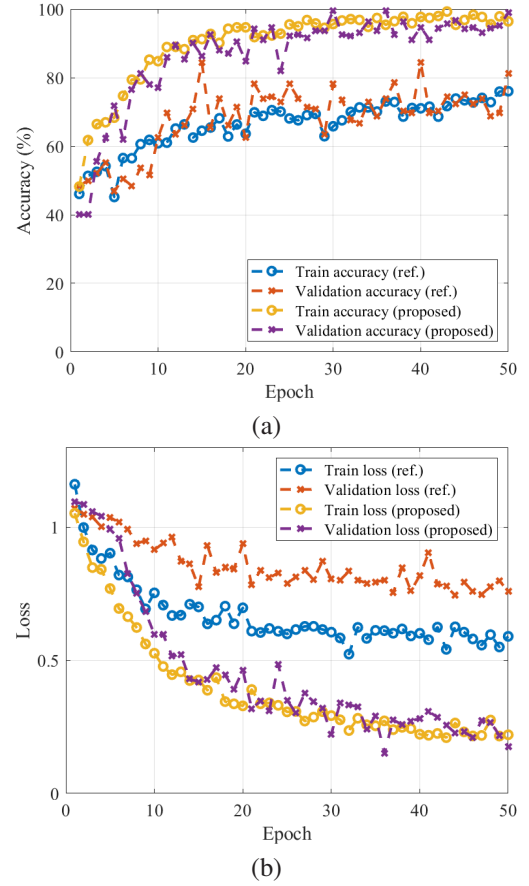 100
80
60
40
20
0
Accuracy (%)
Train accuracy (ref.)
Validation accuracy (ref.)
Train accuracy (proposed)
Validation accuracy (proposed)
0 10 20 30 40 50
Epoch
(a)
1
0.5
0
Loss
Train loss (ref.)
Validation loss (ref.)
Train loss (proposed)
Validation loss (proposed)
0 10 20 30 40 50
Epoch
(b)